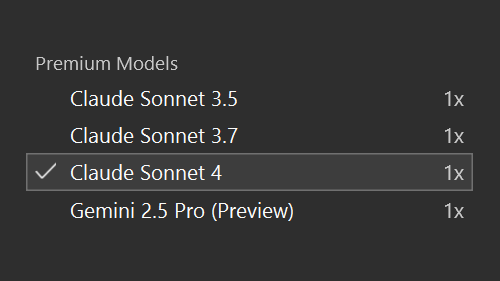 Premium Models
Claude Sonnet 3.5 1x
Claude Sonnet 3.7 1x
Claude Sonnet 4 1x
Gemini 2.5 Pro (Preview) 1x